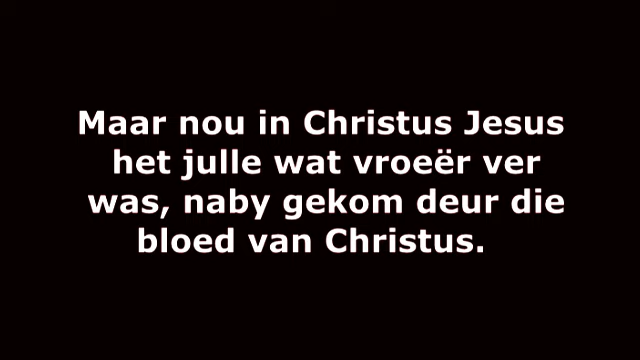 Maar nou in Christus Jesus
het julle wat vroeër ver
was, naby gekom deur die
bloed van Christus.